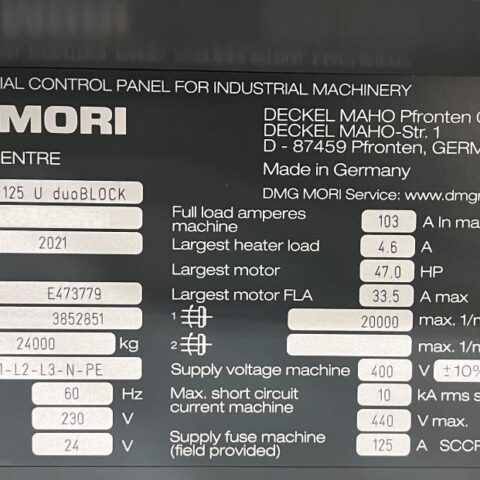 IAL CONTROL PANEL FOR INDUSTRIAL MACHINERY
MORI
DECKEL MAHO Pfronten
DECKEL MAHO-Str. 1
D - 87459 Pfronten, GERM
ENTRE
Made in Germany
DMG MORI Service: www.dmgm
125 U duoBLOCK
Full load amperes machine 103 A In ma
2021
Largest heater load 4.6 A
Largest motor 47.0 HP
E473779
Largest motor FLA 33.5 A max
3852851
1 20000 max. 1/m
24000 kg
2 max. 1/m
-L2-L3-N-PE
Supply voltage machine 400 V ±10%
60 Hz
Max. short circuit current machine 10 kA rms s
230 V
440 V max.
24 V
Supply fuse machine (field provided) 125 A SCCR